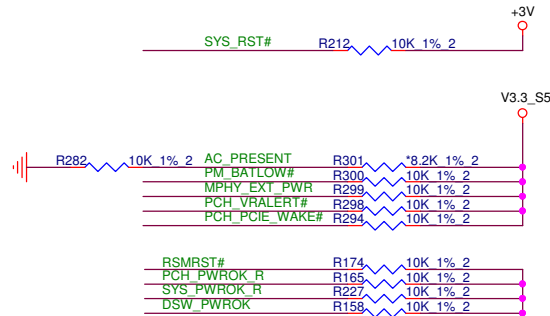 +3V
SYS_RST# R212 10K_1%_2
V3.3_S5
R282 10K_1%_2 AC_PRESENT R301 *8.2K_1%_2
PM_BATLOW# R300 10K_1%_2
MPHY_EXT_PWR R299 10K_1%_2
PCH_VRALERT# R298 10K_1%_2
PCH_PCIE_WAKE# R294 10K_1%_2
RSMRST# R174 10K_1%_2
PCH_PWROK_R R165 10K_1%_2
SYS_PWROK_R R227 10K_1%_2
DSW_PWROK R158 10K_1%_2